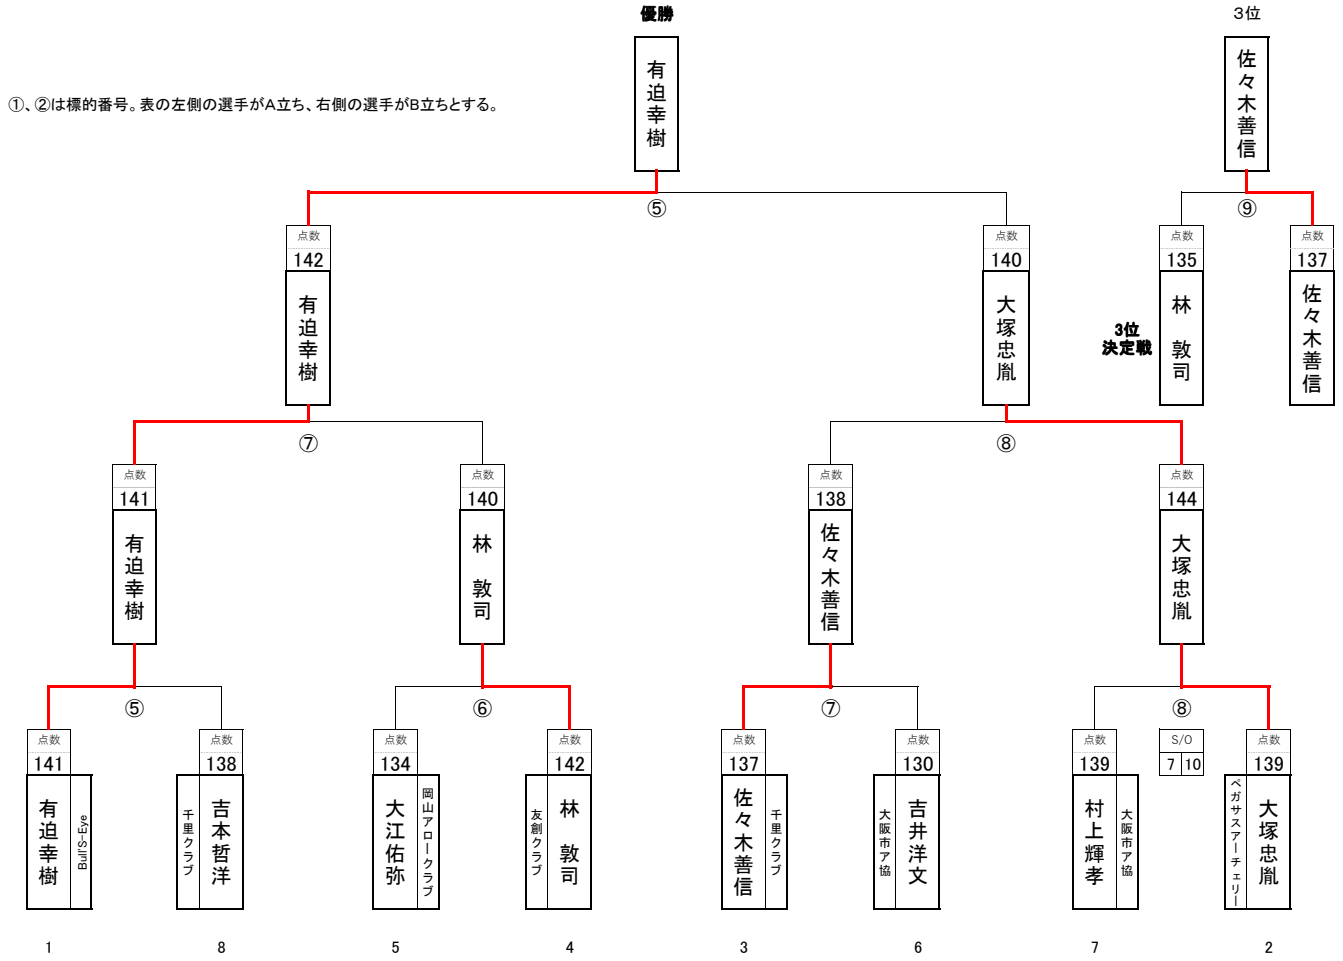 優勝
3位
有迫幸樹
佐々木善信
①、②は標的番号。表の左側の選手がA立ち、右側の選手がB立ちとする。
⑤
⑨
点数
142
有迫幸樹
点数
140
大塚忠胤
3位
決定戦
点数
135
林　敦司
点数
137
佐々木善信
⑦
⑧
点数
141
有迫幸樹
点数
140
林　敦司
点数
138
佐々木善信
点数
144
大塚忠胤
⑤
⑥
⑦
⑧
点数
141
有迫幸樹
Bull'S-Eye
点数
138
千里クラブ
吉本哲洋
点数
134
大江佑弥
岡山アロークラブ
点数
142
友創クラブ
林　敦司
点数
137
佐々木善信
千里クラブ
点数
130
大阪市ア協
吉井洋文
点数
139
村上輝孝
大阪市ア協
S/O
7 10
点数
139
ペガサスアーチェリー
大塚忠胤
1
8
5
4
3
6
7
2